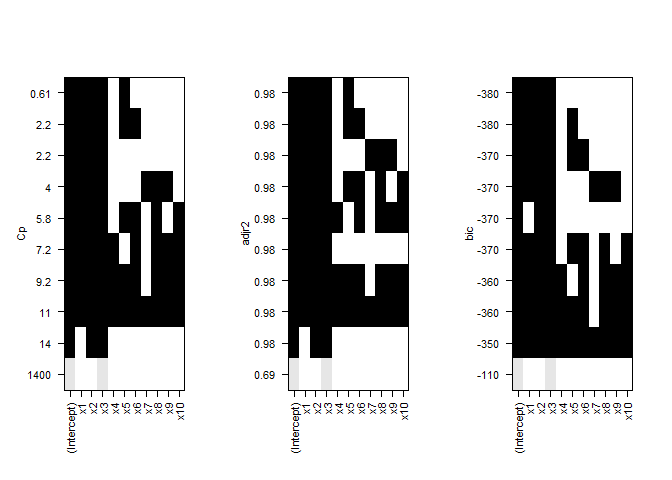 Cp
0.61
2.2
2.2
4
5.8
7.2
9.2
11
14
1400
(Intercept)
x1
x2
x3
x4
x5
x6
x7
x8
x9
x10
adjr2
0.98
0.98
0.98
0.98
0.98
0.98
0.98
0.98
0.98
0.69
(Intercept)
x1
x2
x3
x4
x5
x6
x7
x8
x9
x10
bic
-380
-380
-370
-370
-370
-370
-360
-360
-350
-110
(Intercept)
x1
x2
x3
x4
x5
x6
x7
x8
x9
x10